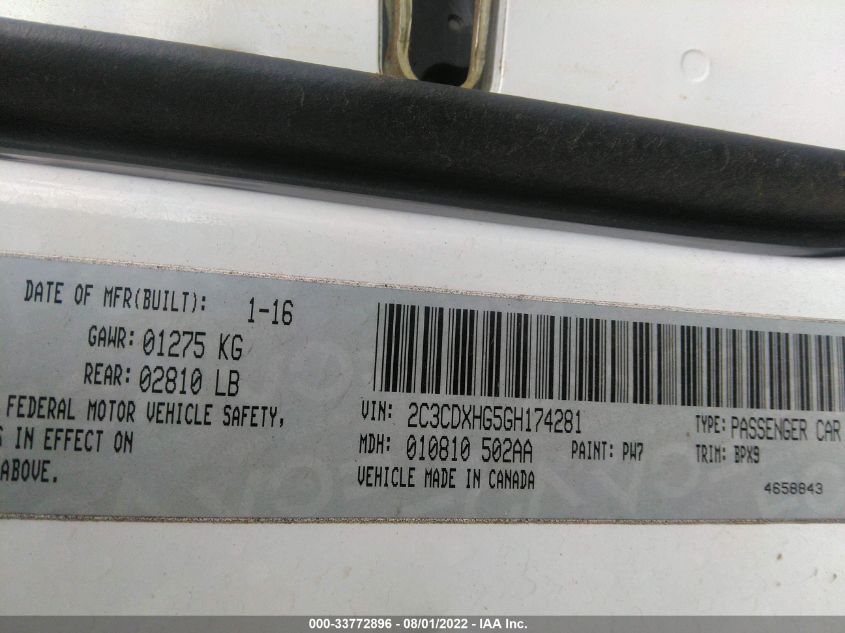 DATE OF MFR(BUILT): 1-16
GAWR: 01275 KG
REAR: 02810 LB
FEDERAL MOTOR VEHICLE SAFETY,
IN EFFECT ON
ABOVE.
VIN: 2C3CDXHG5GH174281
TYPE: PASSENGER CAR
MDH: 010810 502AA PAINT: PW7 TRIM: BPX9
VEHICLE MADE IN CANADA
4658843
000-33772896 - 08/01/2022 - IAA Inc.